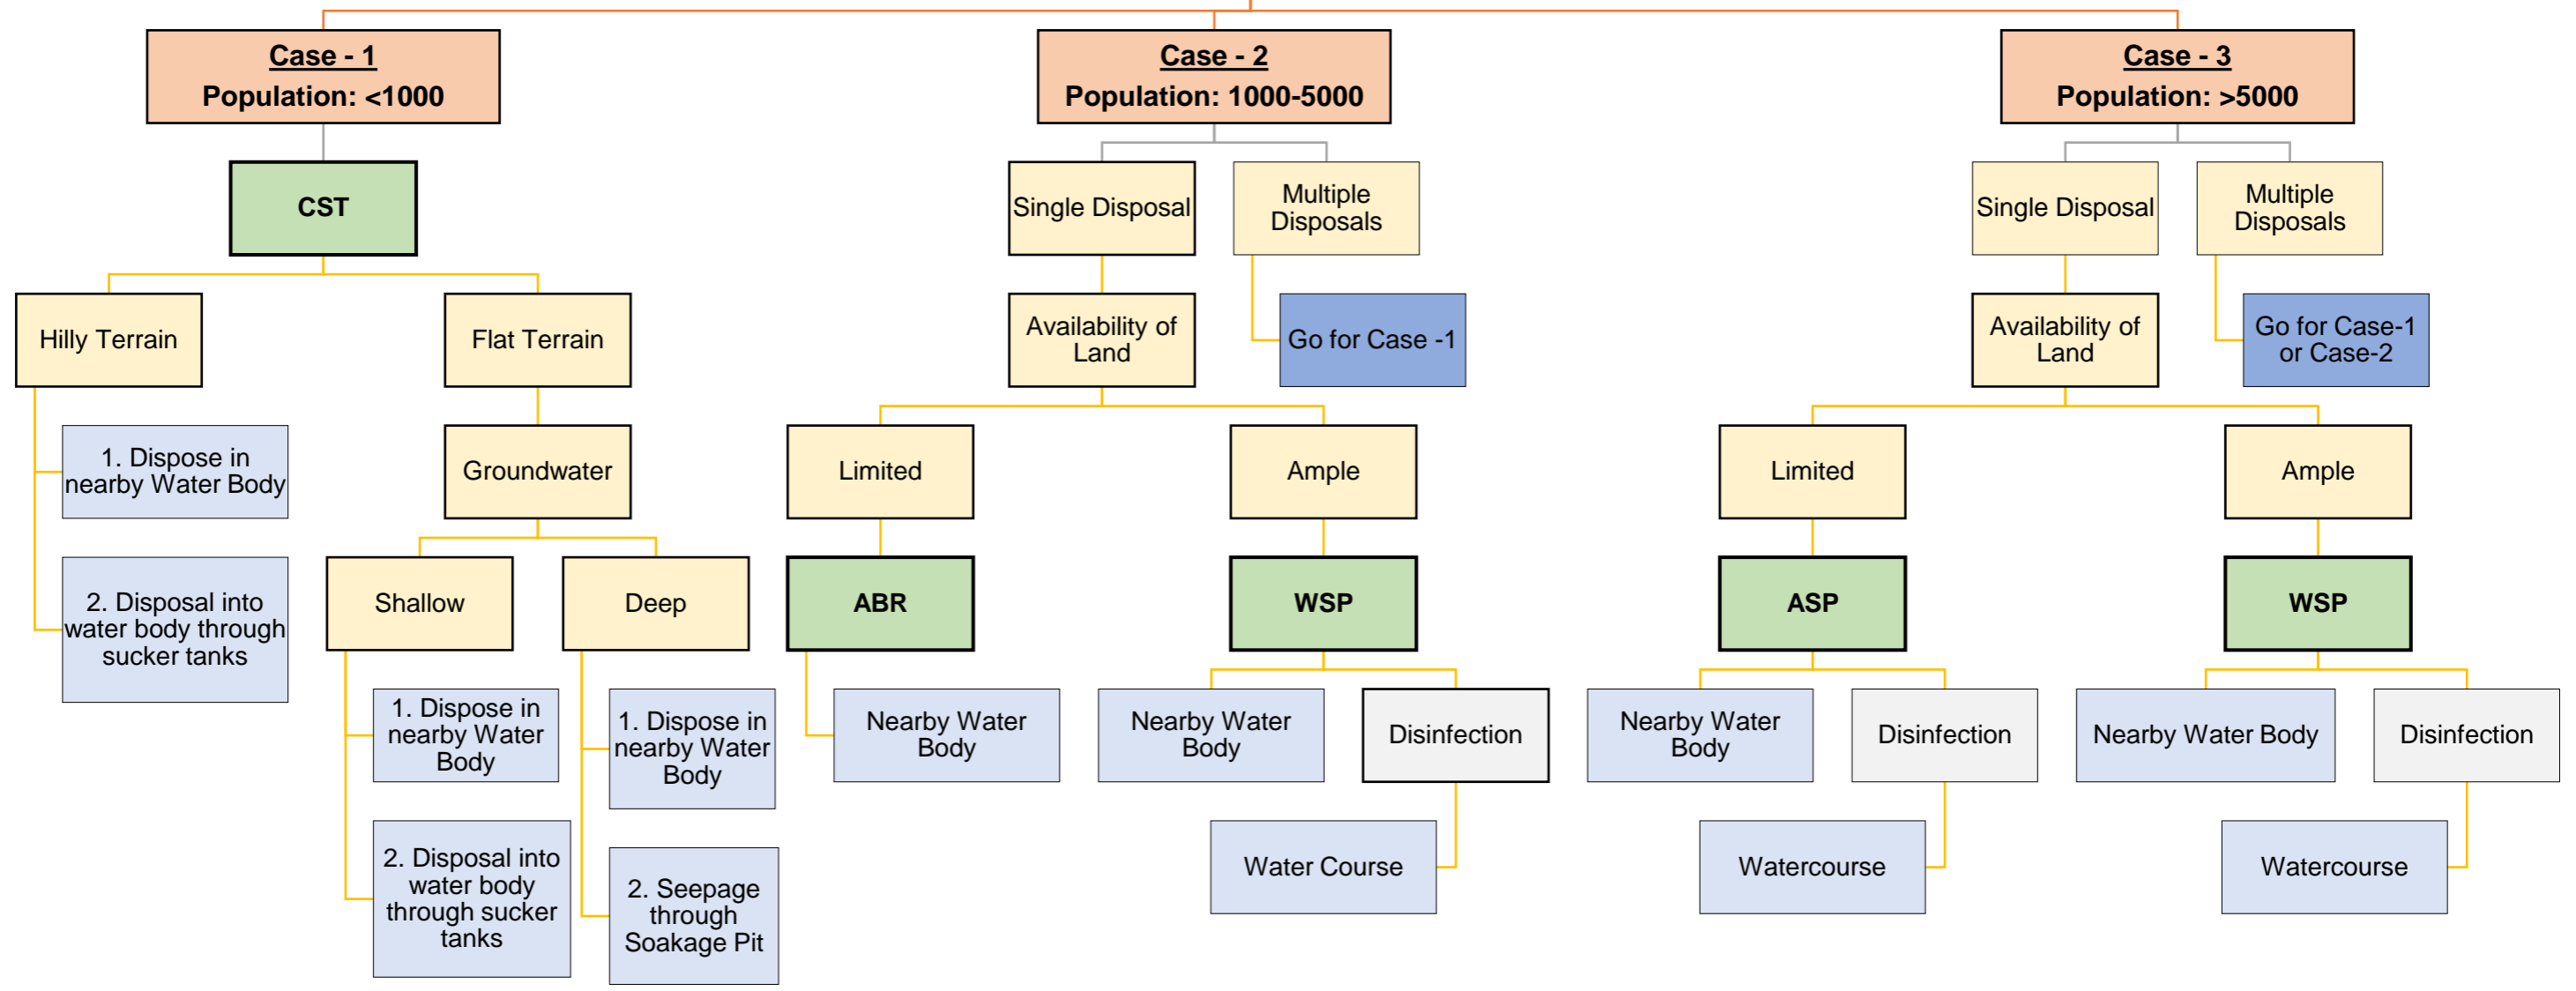 Case - 1
Population: <1000
Case - 2
Population: 1000-5000
Case - 3
Population: >5000
CST
Single Disposal
Multiple
Disposals
Single Disposal
Multiple
Disposals
Hilly Terrain
Flat Terrain
Availability of
Land
Go for Case -1
Availability of
Land
Go for Case-1
or Case-2
1. Dispose in
nearby Water Body
Groundwater
Limited
Ample
Limited
Ample
2. Disposal into
water body through
sucker tanks
Shallow
Deep
ABR
WSP
ASP
WSP
1. Dispose in
nearby Water
Body
1. Dispose in
nearby Water
Body
Nearby Water
Body
Nearby Water
Body
Disinfection
Nearby Water
Body
Disinfection
Nearby Water Body
Disinfection
2. Disposal into
water body
through sucker
tanks
2. Seepage
through
Soakage Pit
Water Course
Watercourse
Watercourse